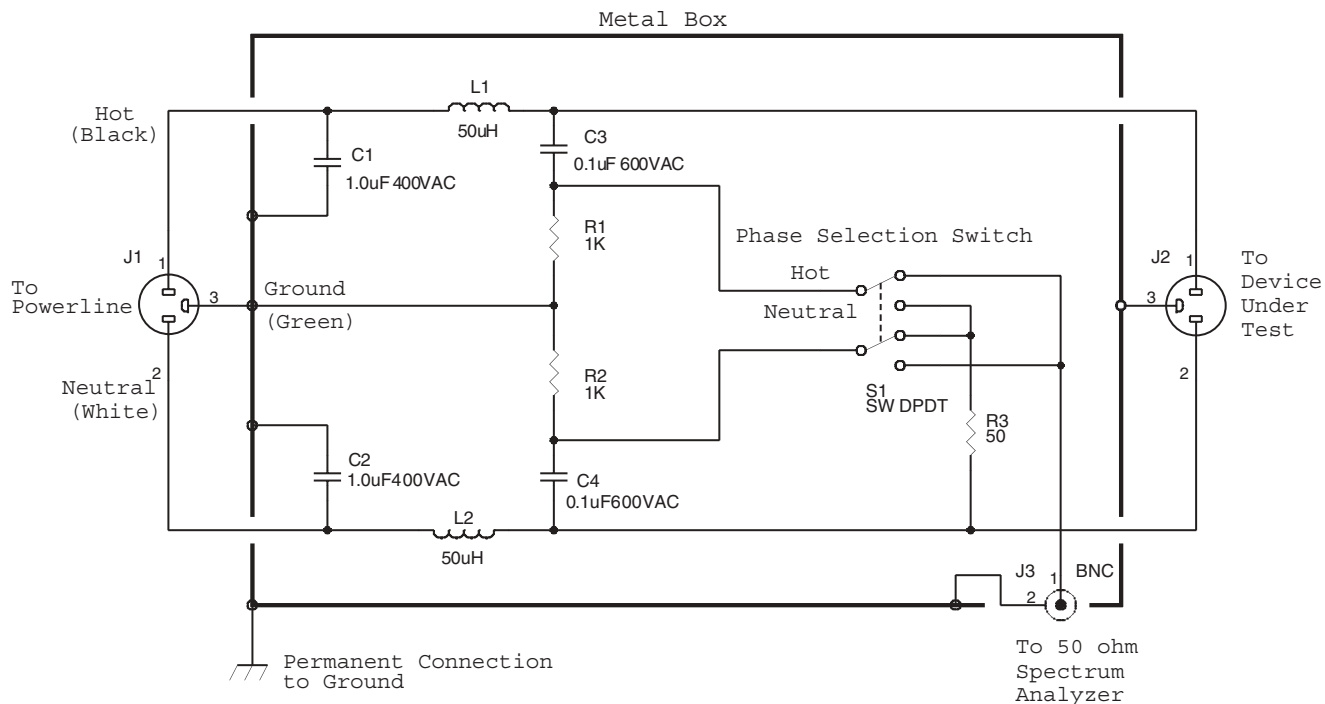 Metal Box
Hot
(Black)
L1
50uH
C1
1.0uF 400VAC
C3
0.1uF 600VAC
R1
1K
Phase Selection Switch
Hot
Neutral
J1
1
To
Powerline
3
Ground
(Green)
J2
1
3
To
Device
Under
Test
2
Neutral
(White)
2
R2
1K
S1
SW DPDT
R3
50
C2
1.0uF400VAC
C4
0.1uF600VAC
L2
50uH
J3
1
BNC
2
Permanent Connection
to Ground
To 50 ohm
Spectrum
Analyzer